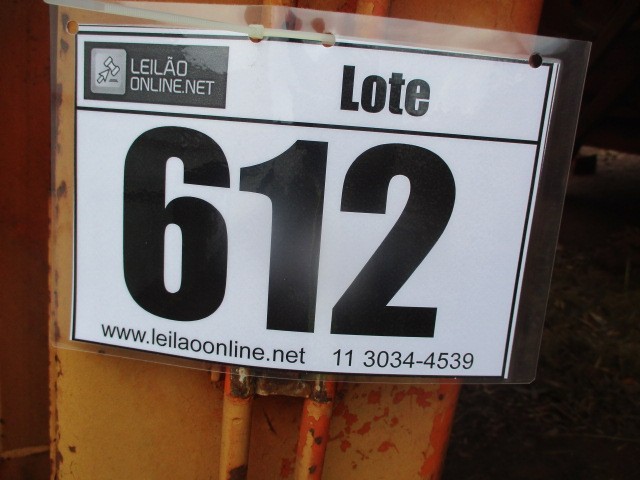 LEILÃO
ONLINE.NET
Lote
612
www.leilaoonline.net 11 3034-4539